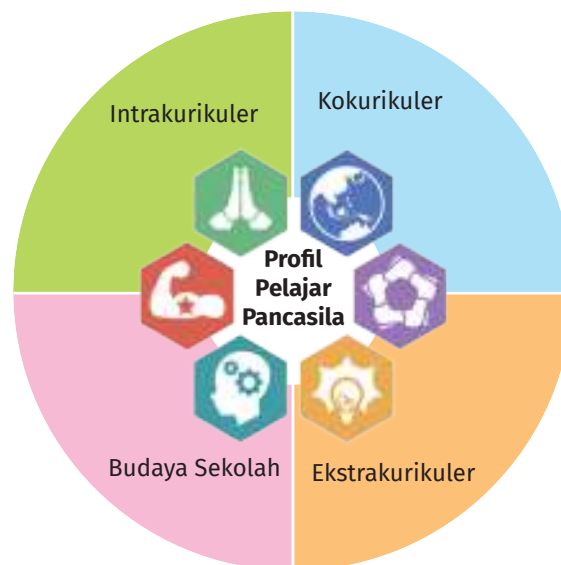 Intrakurikuler
Kokurikuler
Profil
Pelajar
Pancasila
Budaya Sekolah
Ekstrakurikuler